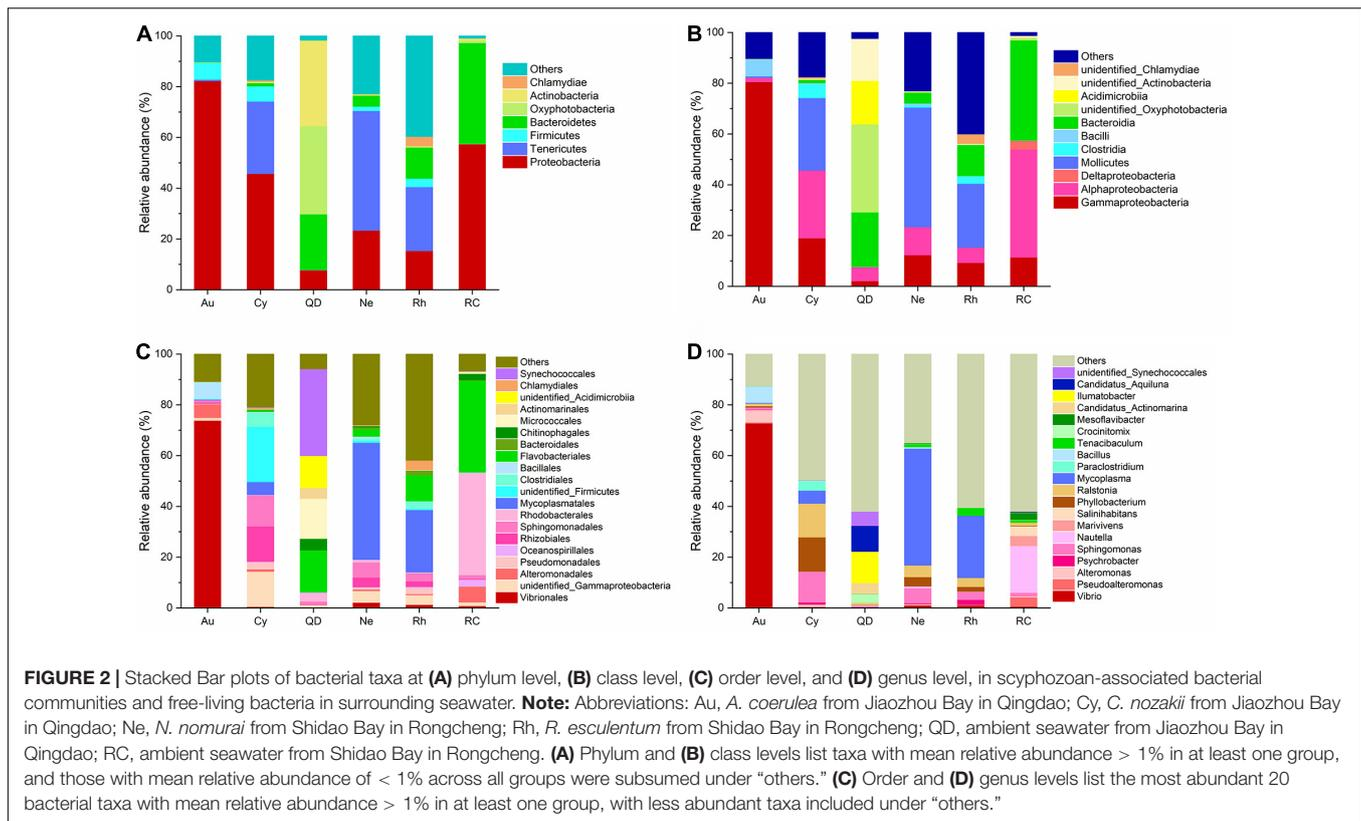 A
Relative abundance (%)
100
80
60
40
20
0
Au Cy QD Ne Rh RC
Others
Chlamydiae
Actinobacteria
Oxyphotobacteria
Bacteroidetes
Firmicutes
Tenericutes
Proteobacteria
B
Relative abundance (%)
100
80
60
40
20
0
Au Cy QD Ne Rh RC
Others
unidentified_Chlamydiae
unidentified_Actinobacteria
Acidimicrobiia
unidentified_Oxyphotobacteria
Bacteroidia
Bacilli
Clostridia
Mollicutes
Deltaproteobacteria
Alphaproteobacteria
Gammaproteobacteria
C
Relative abundance (%)
100
80
60
40
20
0
Au Cy QD Ne Rh RC
Others
Synechococcales
Chlamydiales
unidentified_Acidimicrobiia
Actinomarinales
Micrococcales
Chitinophagales
Bacteroidales
Flavobacteriales
Bacillales
Clostridiales
unidentified_Firmicutes
Mycoplasmatales
Rhodobacterales
Sphingomonadales
Rhizobiales
Oceanospirillales
Pseudomonadales
Alteromonadales
unidentified_Gammaproteobacteria
Vibrionales
D
Relative abundance (%)
100
80
60
40
20
0
Au Cy QD Ne Rh RC
Others
unidentified_Synechococcales
Candidatus_Aquiluna
Ilumatobacter
Candidatus_Actinomarina
Mesoflavibacter
Crocinitomix
Tenacibaculum
Bacillus
Paraclostridium
Mycoplasma
Ralstonia
Phyllobacterium
Salinihabitans
Marivivens
Nautella
Sphingomonas
Psychrobacter
Alteromonas
Pseudoalteromonas
Vibrio
FIGURE 2 | Stacked Bar plots of bacterial taxa at (A) phylum level, (B) class level, (C) order level, and (D) genus level, in scyphozoan-associated bacterial
communities and free-living bacteria in surrounding seawater. Note: Abbreviations: Au, A. coerulea from Jiaozhou Bay in Qingdao; Cy, C. nozakii from Jiaozhou Bay
in Qingdao; Ne, N. nomurai from Shidao Bay in Rongcheng; Rh, R. esculentum from Shidao Bay in Rongcheng; QD, ambient seawater from Jiaozhou Bay in
Qingdao; RC, ambient seawater from Shidao Bay in Rongcheng. (A) Phylum and (B) class levels list taxa with mean relative abundance > 1% in at least one group,
and those with mean relative abundance of < 1% across all groups were subsumed under “others.” (C) Order and (D) genus levels list the most abundant 20
bacterial taxa with mean relative abundance > 1% in at least one group, with less abundant taxa included under “others.”